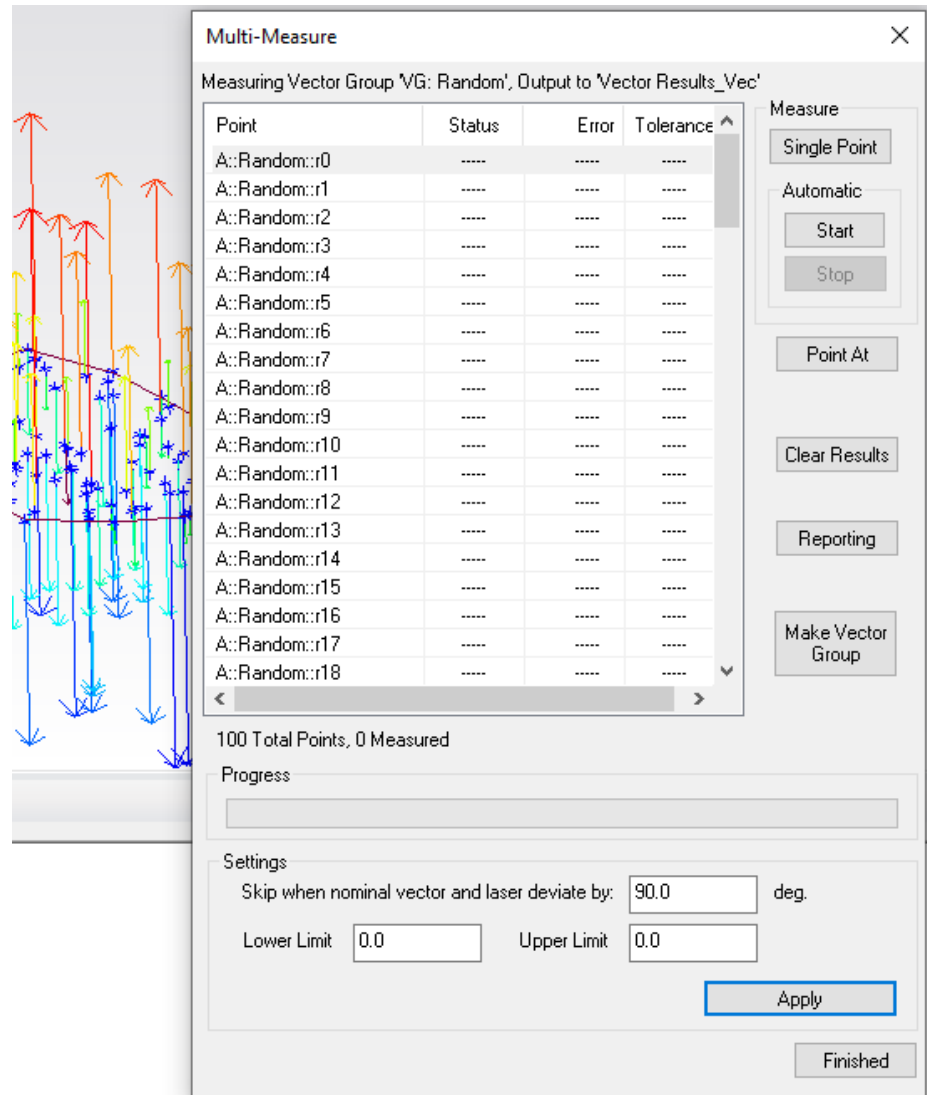 Multi-Measure
Measuring Vector Group 'VG: Random', Output to 'Vector Results_Vec'
Point Status Error Tolerance
A::Random::r0 ----- ----- -----
A::Random::r1 ----- ----- -----
A::Random::r2 ----- ----- -----
A::Random::r3 ----- ----- -----
A::Random::r4 ----- ----- -----
A::Random::r5 ----- ----- -----
A::Random::r6 ----- ----- -----
A::Random::r7 ----- ----- -----
A::Random::r8 ----- ----- -----
A::Random::r9 ----- ----- -----
A::Random::r10 ----- ----- -----
A::Random::r11 ----- ----- -----
A::Random::r12 ----- ----- -----
A::Random::r13 ----- ----- -----
A::Random::r14 ----- ----- -----
A::Random::r15 ----- ----- -----
A::Random::r16 ----- ----- -----
A::Random::r17 ----- ----- -----
A::Random::r18 ----- ----- -----
Measure
Single Point
Automatic
Start
Stop
Point At
Clear Results
Reporting
Make Vector
Group
100 Total Points, 0 Measured
Progress
Settings
Skip when nominal vector and laser deviate by: 90.0 deg.
Lower Limit 0.0 Upper Limit 0.0
Apply
Finished